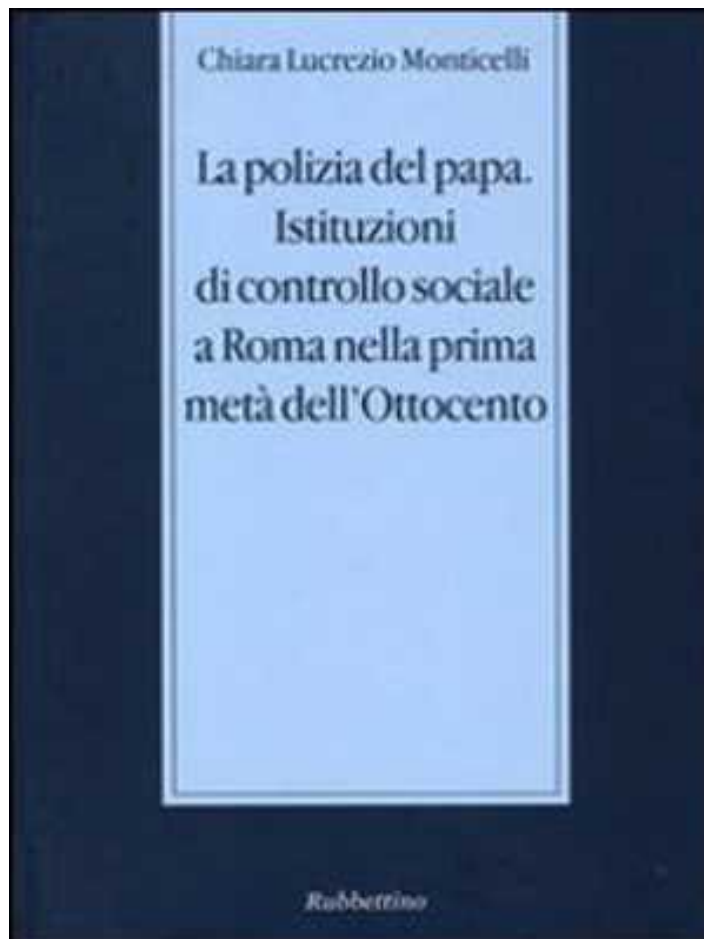 Chiara Lucrezio Monticelli
La polizia del papa.
Istituzioni
di controllo sociale
a Roma nella prima
metà dell'Ottocento
Rubbettino